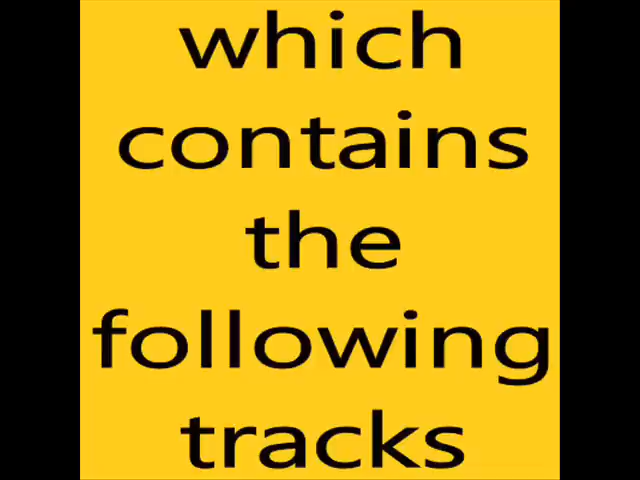 which
contains
the
following
tracks